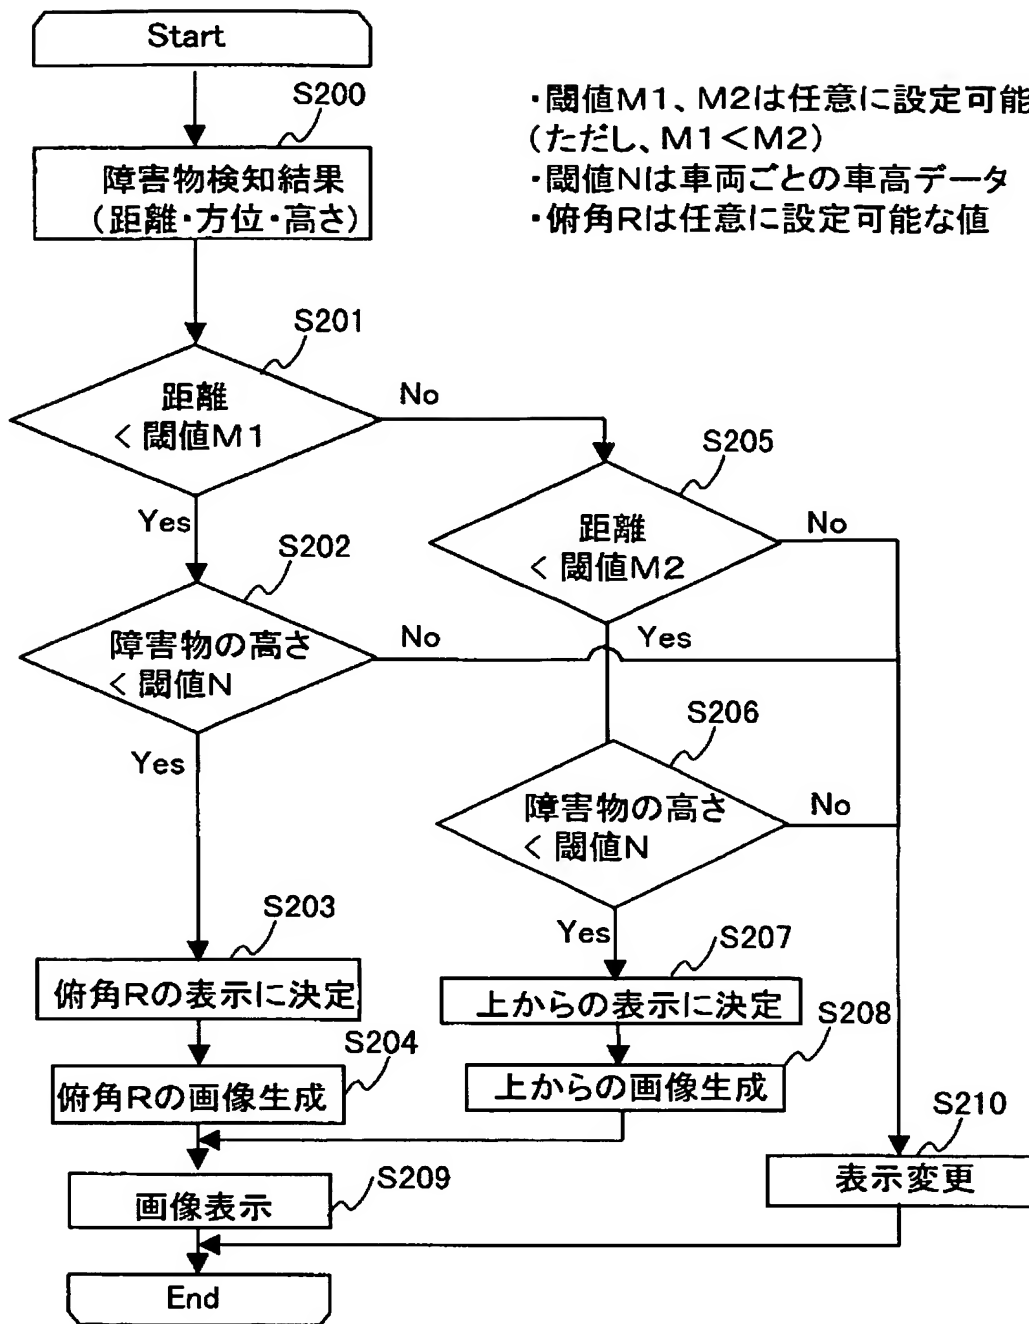 Start
S200
・閾値M1、M2は任意に設定可能
(ただし、M1<M2)
・閾値Nは車両ごとの車高データ
・俯角Rは任意に設定可能な値
障害物検知結果
(距離・方位・高さ)
S201
距離
< 閾値M1
No
Yes
S205
距離
< 閾値M2
No
Yes
S202
障害物の高さ
< 閾値N
No
Yes
S206
障害物の高さ
< 閾値N
No
Yes
S203
俯角Rの表示に決定
S207
上からの表示に決定
S204
俯角Rの画像生成
S208
上からの画像生成
S209
画像表示
S210
表示変更
End